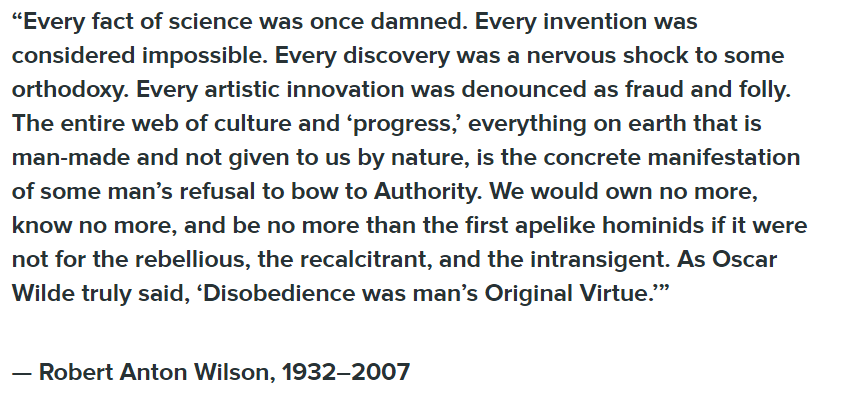 “Every fact of science was once damned. Every invention was
considered impossible. Every discovery was a nervous shock to some
orthodoxy. Every artistic innovation was denounced as fraud and folly.
The entire web of culture and ‘progress,’ everything on earth that is
man-made and not given to us by nature, is the concrete manifestation
of some man’s refusal to bow to Authority. We would own no more,
know no more, and be no more than the first apelike hominids if it were
not for the rebellious, the recalcitrant, and the intransigent. As Oscar
Wilde truly said, ‘Disobedience was man’s Original Virtue.’”
— Robert Anton Wilson, 1932–2007